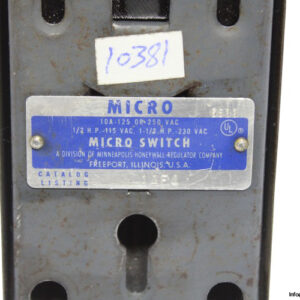 10381
MICRO
10A-125 OR 250 VAC
1/2 H.P.-115 VAC, 1-1/2 H.P.-230 VAC
MICRO SWITCH
A DIVISION OF MINNEAPOLIS-HONEYWELL REGULATOR COMPANY
FREEPORT, ILLINOIS, U.S.A.
CATALOG
LISTING